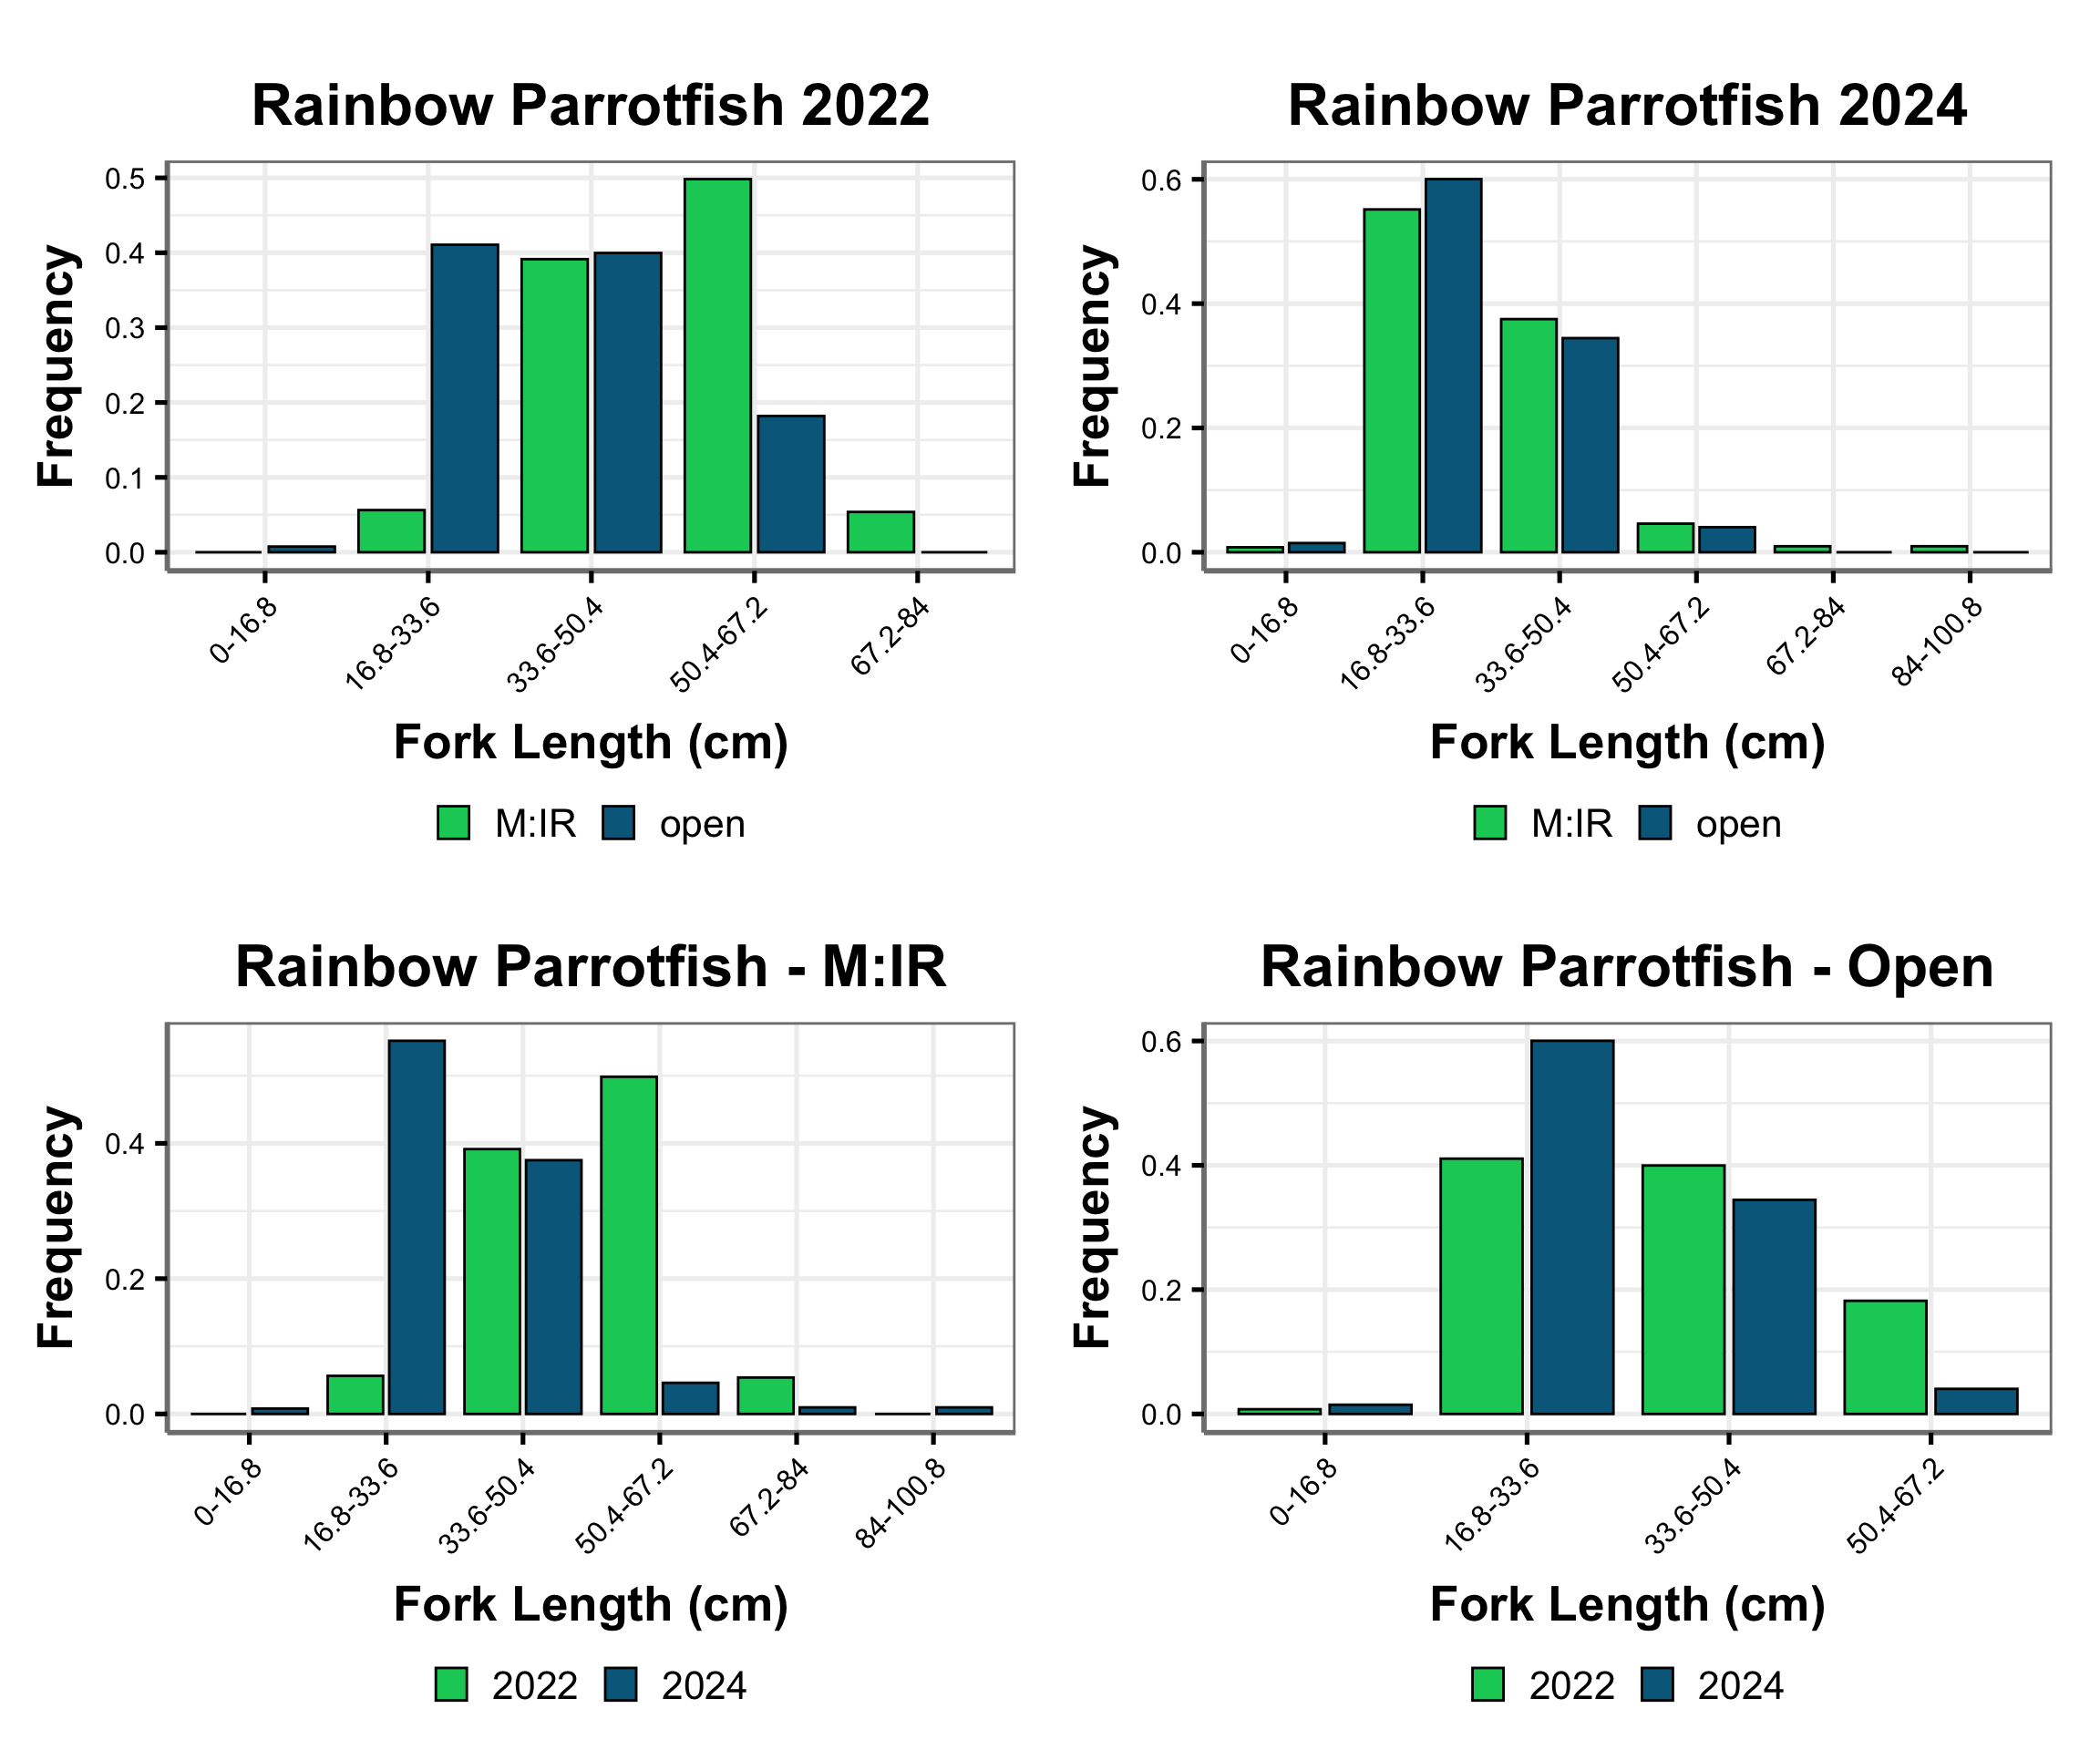 Rainbow Parrotfish 2022
Frequency
0.5
0.4
0.3
0.2
0.1
0.0
0-16.8
16.8-33.6
33.6-50.4
50.4-67.2
67.2-84
Fork Length (cm)
M:IR open
Rainbow Parrotfish 2024
Frequency
0.6
0.4
0.2
0.0
0-16.8
16.8-33.6
33.6-50.4
50.4-67.2
67.2-84
84-100.8
Fork Length (cm)
M:IR open
Rainbow Parrotfish - M:IR
Frequency
0.4
0.2
0.0
0-16.8
16.8-33.6
33.6-50.4
50.4-67.2
67.2-84
84-100.8
Fork Length (cm)
2022 2024
Rainbow Parrotfish - Open
Frequency
0.6
0.4
0.2
0.0
0-16.8
16.8-33.6
33.6-50.4
50.4-67.2
Fork Length (cm)
2022 2024